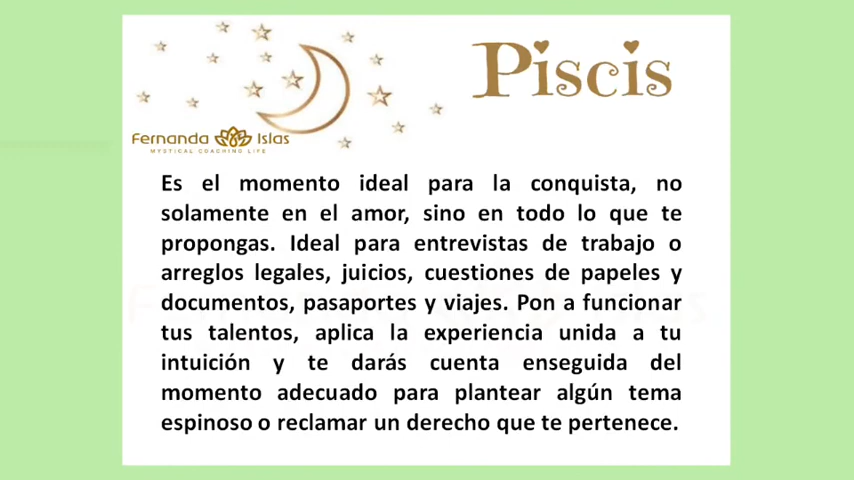 Piscis
Fernanda Islas
MYSTICAL COACHING LIFE
Es el momento ideal para la conquista, no
solamente en el amor, sino en todo lo que te
propongas. Ideal para entrevistas de trabajo o
arreglos legales, juicios, cuestiones de papeles y
documentos, pasaportes y viajes. Pon a funcionar
tus talentos, aplica la experiencia unida a tu
intuición y te darás cuenta enseguida del
momento adecuado para plantear algún tema
espinoso o reclamar un derecho que te pertenece.